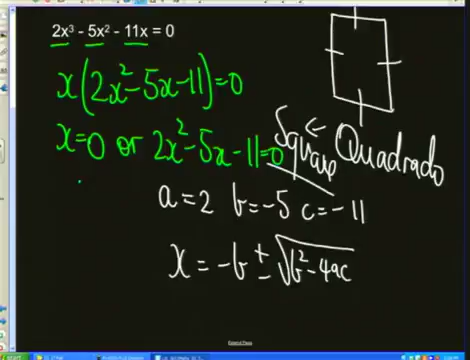 2x³ - 5x² - 11x = 0
x(2x² - 5x - 11) = 0
x = 0 or 2x² - 5x - 11 = 0
Square ← Quadrado
a = 2 b = -5 c = -11
x = -b ± √b² - 4ac